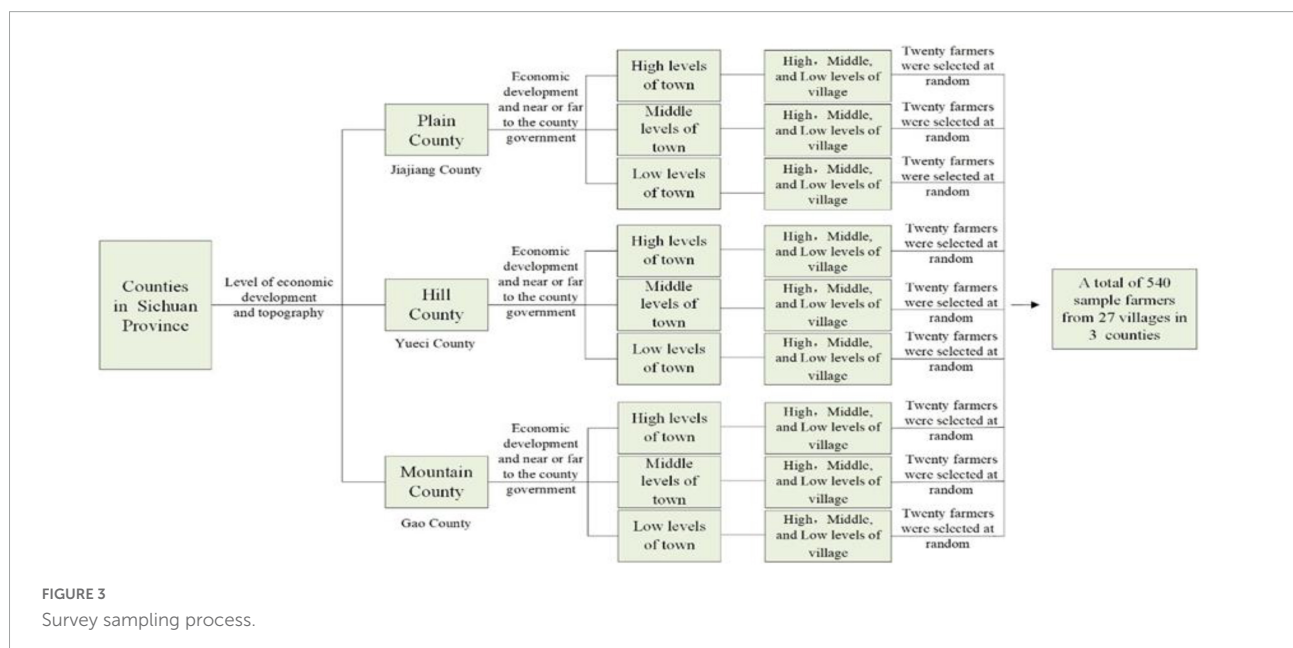 Counties
in Sichuan
Province
Level of economic
development
and topography
Plain
County
Jiajiang County
Economic
development
and near or far
to the county
government
High levels
of town
High，Middle,
and Low levels of
village
Twenty farmers
were selected at
random
Middle
levels of
town
High, Middle,
and Low levels of
village
Twenty farmers
were selected at
random
Low levels
of town
High，Middle,
and Low levels of
village
Twenty farmers
were selected at
random
Hill
County
Yueci County
Economic
development
and near or far
to the county
government
High levels
of town
High, Middle,
and Low levels of
village
Twenty farmers
were selected at
random
Middle
levels of
town
High, Middle,
and Low levels of
village
Twenty farmers
were selected at
random
Low levels
of town
High，Middle,
and Low levels of
village
Twenty farmers
were selected at
random
Mountain
County
Gao County
Economic
development
and near or far
to the county
government
High levels
of town
High，Middle,
and Low levels of
village
Twenty farmers
were selected at
random
Middle
levels of
town
High，Middle,
and Low levels of
village
Twenty farmers
were selected at
random
Low levels
of town
High，Middle,
and Low levels of
village
Twenty farmers
were selected at
random
A total of 540
sample farmers
from 27 villages in
3 counties
FIGURE 3
Survey sampling process.